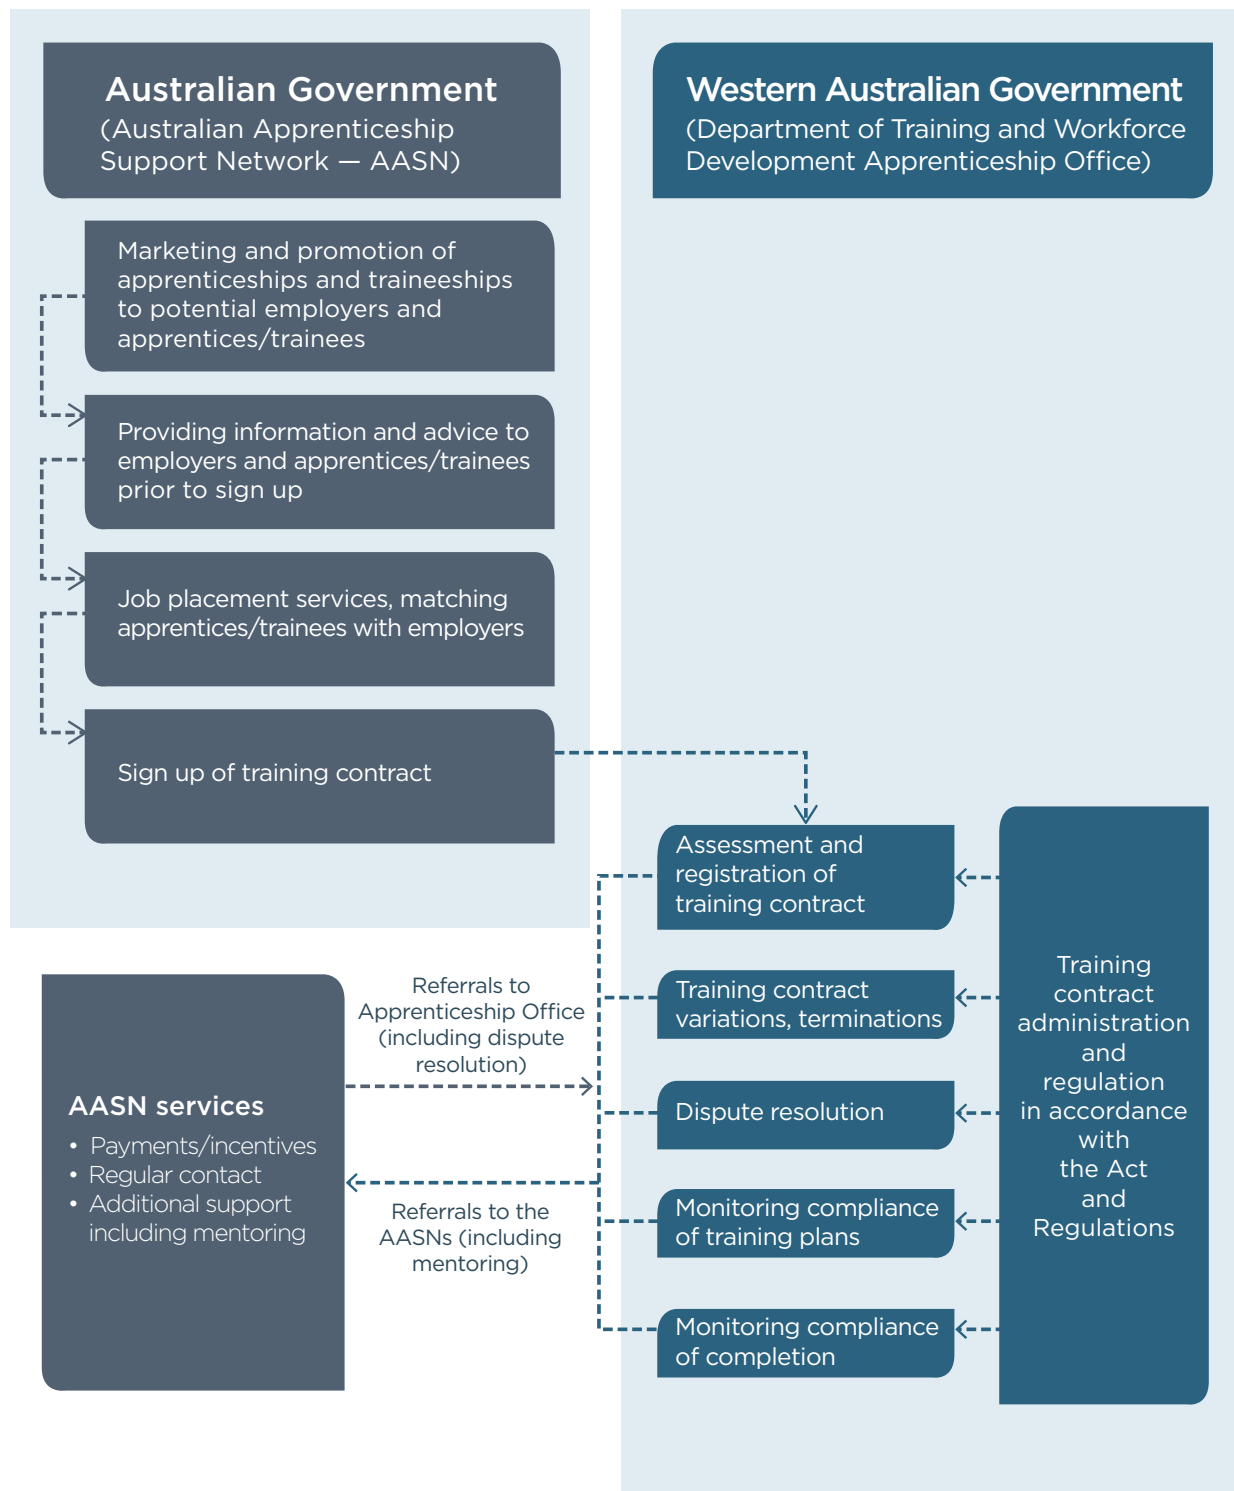 Australian Government
(Australian Apprenticeship
Support Network — AASN)
Marketing and promotion of
apprenticeships and traineeships
to potential employers and
apprentices/trainees
Providing information and advice to
employers and apprentices/trainees
prior to sign up
Job placement services, matching
apprentices/trainees with employers
Sign up of training contract
Western Australian Government
(Department of Training and Workforce
Development Apprenticeship Office)
Assessment and
registration of
training contract
Training contract
variations, terminations
Dispute resolution
Monitoring compliance
of training plans
Monitoring compliance
of completion
Training
contract
administration
and
regulation
in accordance
with
the Act
and
Regulations
AASN services
• Payments/incentives
• Regular contact
• Additional support
including mentoring
Referrals to
Apprenticeship Office
(including dispute
resolution)
Referrals to the
AASNs (including
mentoring)